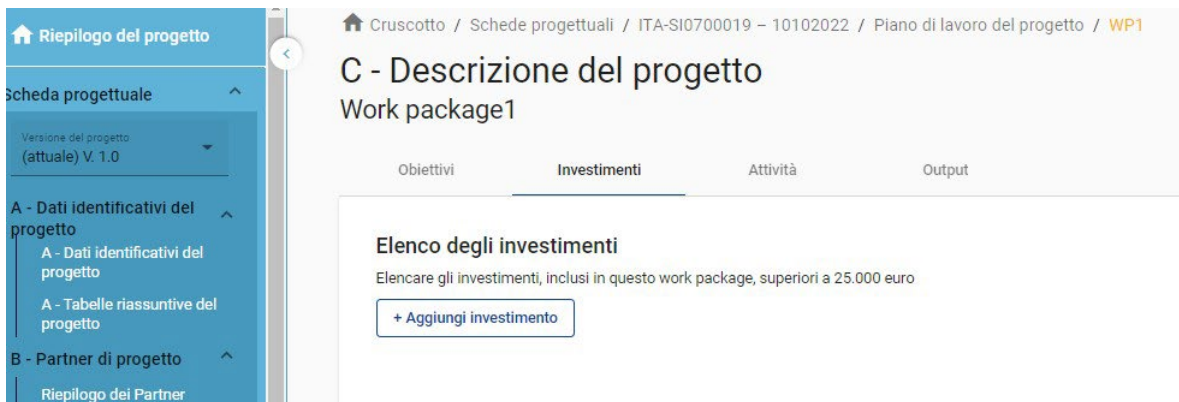 Riepilogo del progetto
Scheda progettuale
Versione del progetto
(attuale) V. 1.0
A - Dati identificativi del
progetto
A - Dati identificativi del
progetto
A - Tabelle riassuntive del
progetto
B - Partner di progetto
Riepilogo dei Partner
Cruscotto / Schede progettuali / ITA-SI0700019 – 10102022 / Piano di lavoro del progetto / WP1
C - Descrizione del progetto
Work package1
Obiettivi Investimenti Attività Output
Elenco degli investimenti
Elencare gli investimenti, inclusi in questo work package, superiori a 25.000 euro
+ Aggiungi investimento